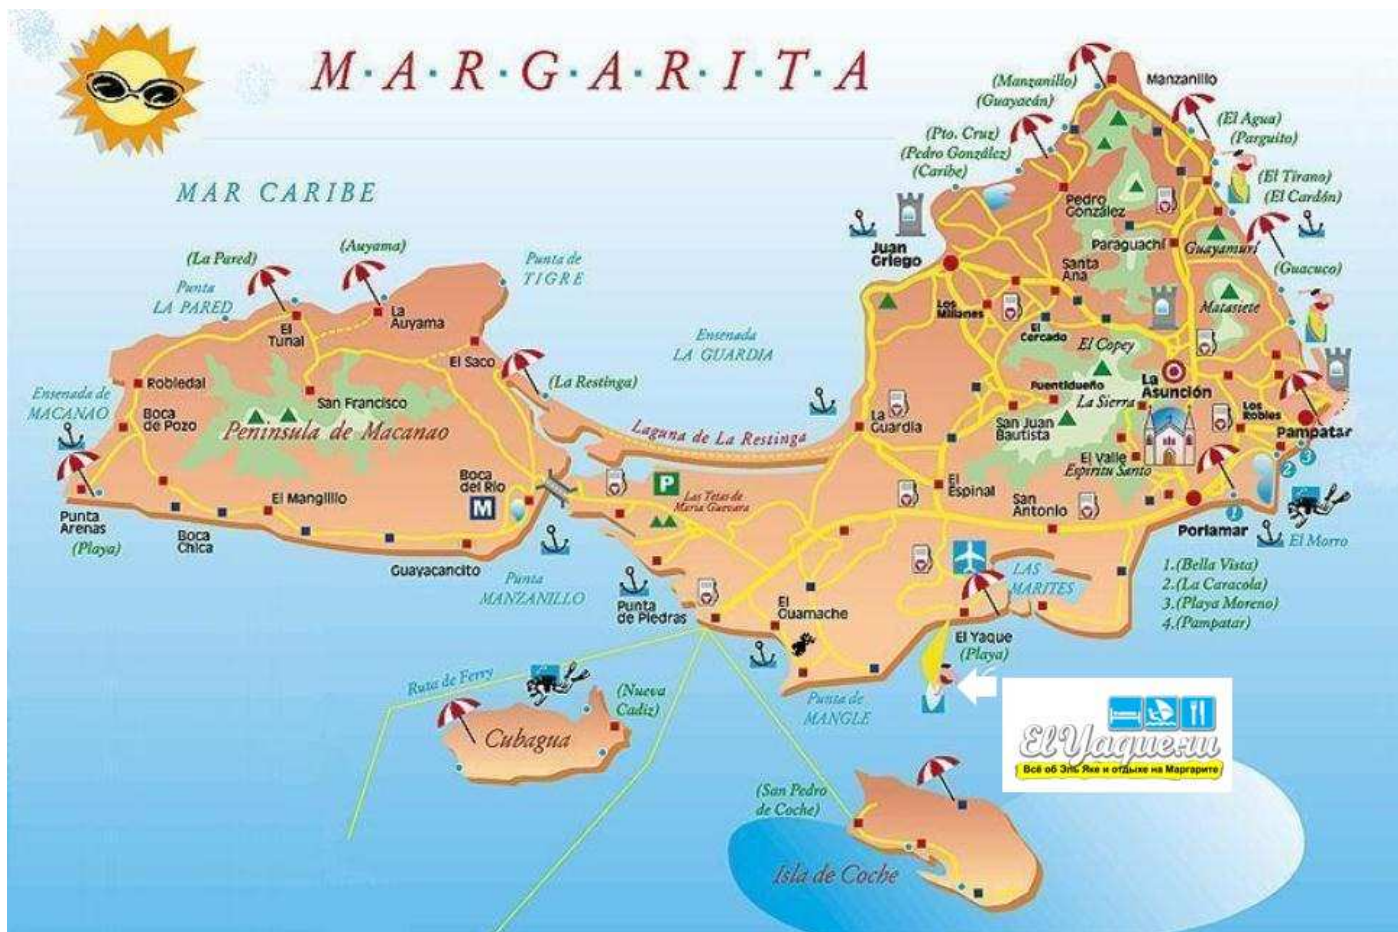 M·A·R·G·A·R·I·T·A
MAR CARIBE
(Manzanillo)
(Guayacán)
Manzanillo
(El Agua)
(Parguito)
(Pto. Cruz)
(Pedro González)
(Caribe)
(El Tirano)
(El Cardón)
Pedro
González
Juan
Griego
Paraguachí
Guayamurí
(Guacuco)
Santa
Ana
(La Pared)
(Auyama)
Punta
LA PARED
Punta de
TIGRE
El
Tunal
La
Auyama
Los
Millanes
El
Cercado
Matasiete
Ensenada
LA GUARDIA
El Copey
El Saco
(La Restinga)
Robledal
Ensenada de
MACANAO
Boca
de Pozo
San Francisco
Península de Macanao
Fuentidueño
La Sierra
La
Asunción
Los
Robles
Pampatar
La
Guardia
San Juan
Bautista
Laguna de La Restinga
El Valle
Espíritu Santo
Boca
del Río
M
P
Las Tetas de
María Guevara
El
Espinal
San
Antonio
Porlamar
1
2
3
El Morro
Punta
Arenas
(Playa)
El Manglillo
Boca
Chica
Guayacancito
Punta
MANZANILLO
Punta
de Piedras
El
Guamache
LAS
MARITES
1.(Bella Vista)
2.(La Caracola)
3.(Playa Moreno)
4.(Pampatar)
El Yaque
(Playa)
Ruta de Ferry
(Nueva
Cadiz)
Cubagua
Punta de
MANGLE
ElYaque.ru
Всё об Эль Яке и отдыхе на Маргарите
(San Pedro
de Coche)
Isla de Coche